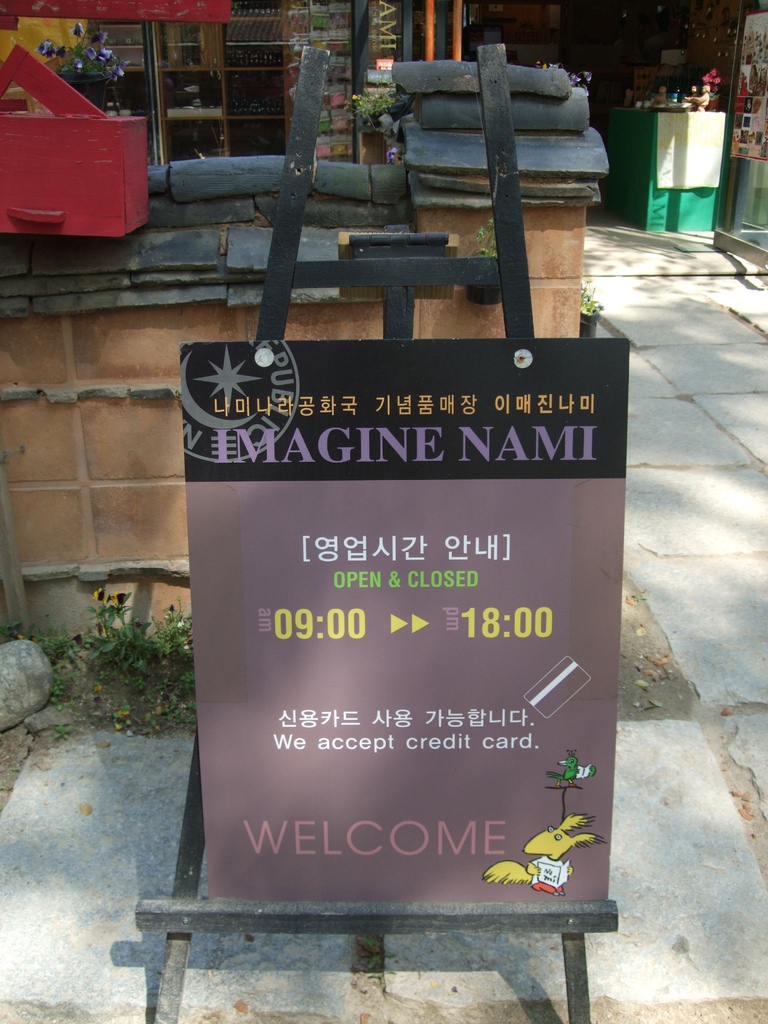 나미나라공화국 기념품매장 이매진나미
IMAGINE NAMI
[영업시간 안내]
OPEN & CLOSED
am 09:00 ▶▶ pm 18:00
신용카드 사용 가능합니다.
We accept credit card.
WELCOME